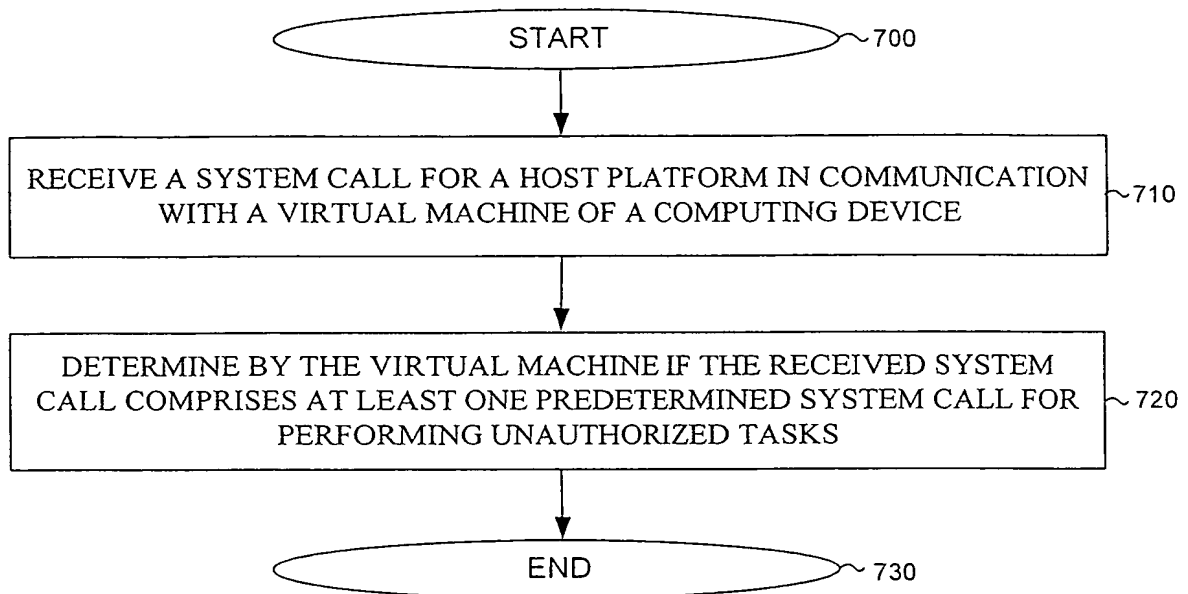 START
700
RECEIVE A SYSTEM CALL FOR A HOST PLATFORM IN COMMUNICATION
WITH A VIRTUAL MACHINE OF A COMPUTING DEVICE
710
DETERMINE BY THE VIRTUAL MACHINE IF THE RECEIVED SYSTEM
CALL COMPRISES AT LEAST ONE PREDETERMINED SYSTEM CALL FOR
PERFORMING UNAUTHORIZED TASKS
720
END
730